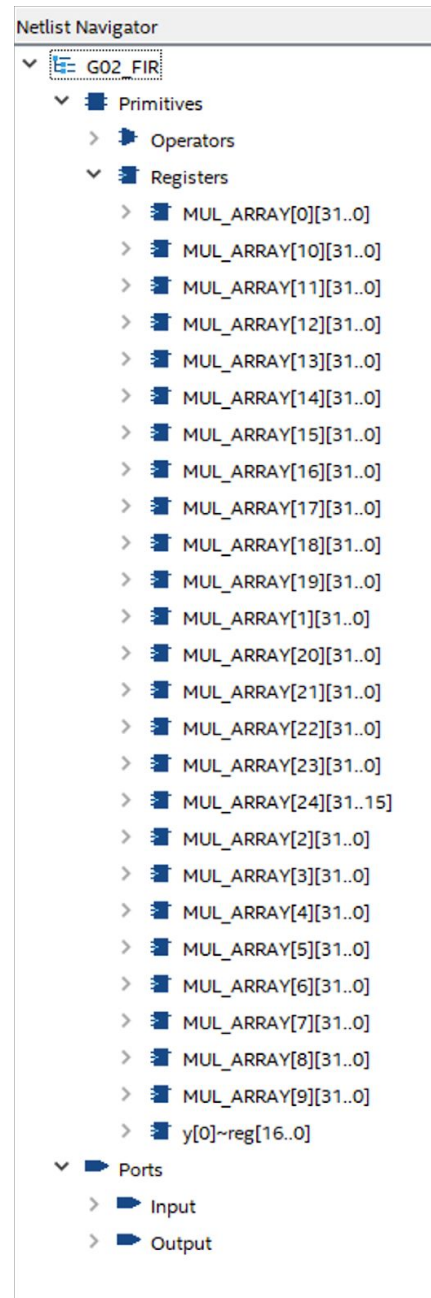 Netlist Navigator
G02_FIR
Primitives
Operators
Registers
MUL_ARRAY[0][31..0]
MUL_ARRAY[10][31..0]
MUL_ARRAY[11][31..0]
MUL_ARRAY[12][31..0]
MUL_ARRAY[13][31..0]
MUL_ARRAY[14][31..0]
MUL_ARRAY[15][31..0]
MUL_ARRAY[16][31..0]
MUL_ARRAY[17][31..0]
MUL_ARRAY[18][31..0]
MUL_ARRAY[19][31..0]
MUL_ARRAY[1][31..0]
MUL_ARRAY[20][31..0]
MUL_ARRAY[21][31..0]
MUL_ARRAY[22][31..0]
MUL_ARRAY[23][31..0]
MUL_ARRAY[24][31..15]
MUL_ARRAY[2][31..0]
MUL_ARRAY[3][31..0]
MUL_ARRAY[4][31..0]
MUL_ARRAY[5][31..0]
MUL_ARRAY[6][31..0]
MUL_ARRAY[7][31..0]
MUL_ARRAY[8][31..0]
MUL_ARRAY[9][31..0]
y[0]~reg[16..0]
Ports
Input
Output